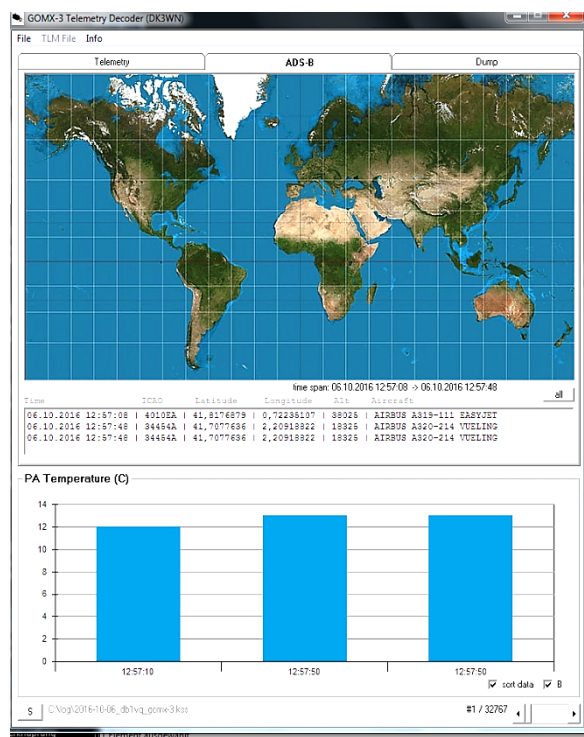 GOMX-3 Telemetry Decoder (DK3WN)
File TLM File Info
Telemetry ADS-B Dump
time span: 06.10.2016 12:57:08 -> 06.10.2016 12:57:48
all
Time ICAO Latitude Longitude Alt Aircraft
06.10.2016 12:57:08 | 4010EA | 41,8176879 | 0,72235107 | 38025 | AIRBUS A319-111 EASYJET
06.10.2016 12:57:48 | 34454A | 41,7077636 | 2,20918822 | 18325 | AIRBUS A320-214 VUELING
06.10.2016 12:57:48 | 34454A | 41,7077636 | 2,20918822 | 18325 | AIRBUS A320-214 VUELING
PA Temperature (C)
14
12
10
8
6
4
2
0
12:57:10 12:57:50 12:57:50
sort data B
S C:\log\2016-10-06_db1vq_gomx-3.kss #1 / 32767